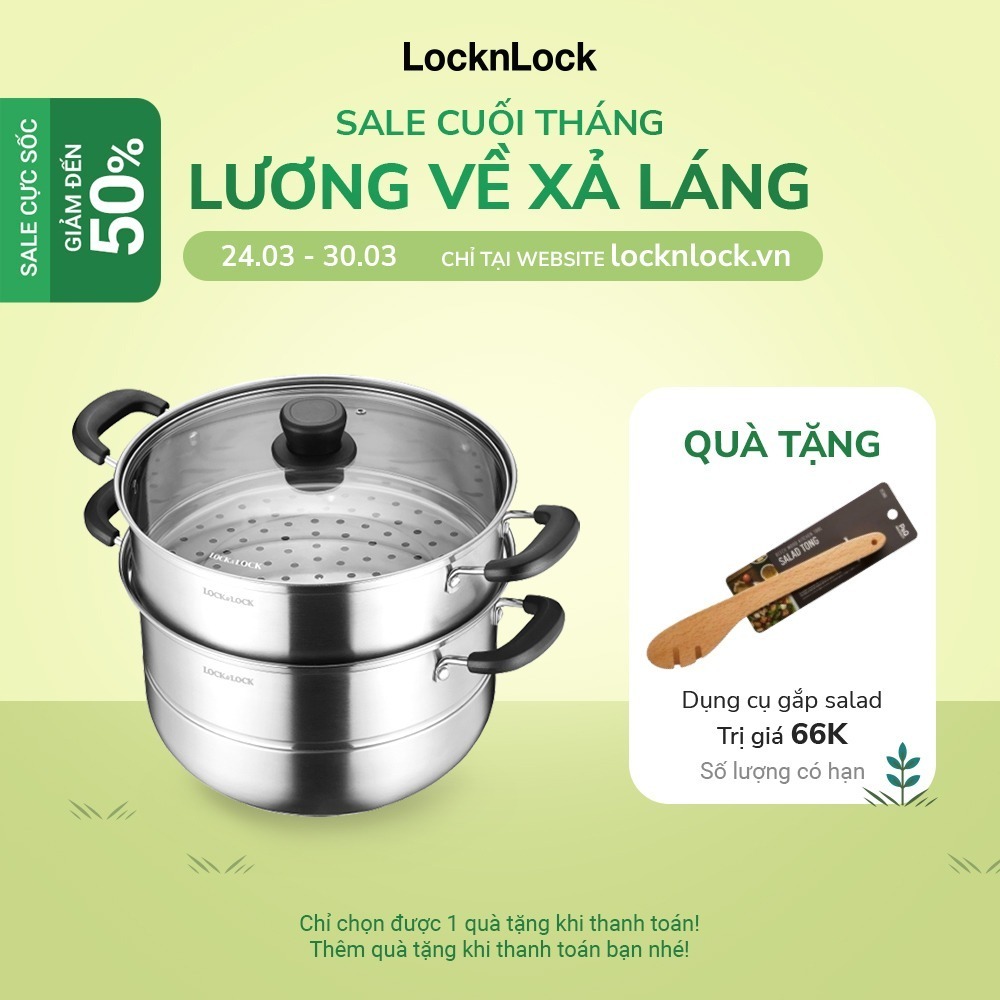 LocknLock
SALE CỰC SỐC
GIẢM ĐẾN
50%
SALE CUỐI THÁNG
LƯƠNG VỀ XẢ LÁNG
24.03 - 30.03 CHỈ TẠI WEBSITE locknlock.vn
LOCK&LOCK
LOCK&LOCK
LOCK&LOCK
QUÀ TẶNG
SALAD TONG
Dụng cụ gắp salad
Trị giá 66K
Số lượng có hạn
Chỉ chọn được 1 quà tặng khi thanh toán!
Thêm quà tặng khi thanh toán bạn nhé!